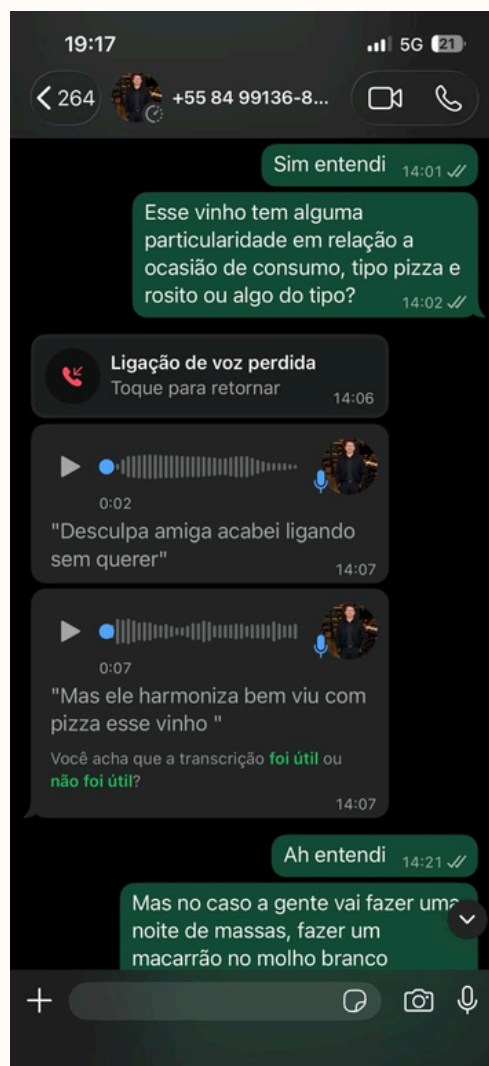 19:17
5G 21
264
+55 84 99136-8...
Sim entendi 14:01
Esse vinho tem alguma
particularidade em relação a
ocasião de consumo, tipo pizza e
rosito ou algo do tipo? 14:02
Ligação de voz perdida
Toque para retornar 14:06
0:02
"Desculpa amiga acabei ligando
sem querer" 14:07
0:07
"Mas ele harmoniza bem viu com
pizza esse vinho "
Você acha que a transcrição foi útil ou
não foi útil?
14:07
Ah entendi 14:21
Mas no caso a gente vai fazer uma
noite de massas, fazer um
macarrão no molho branco